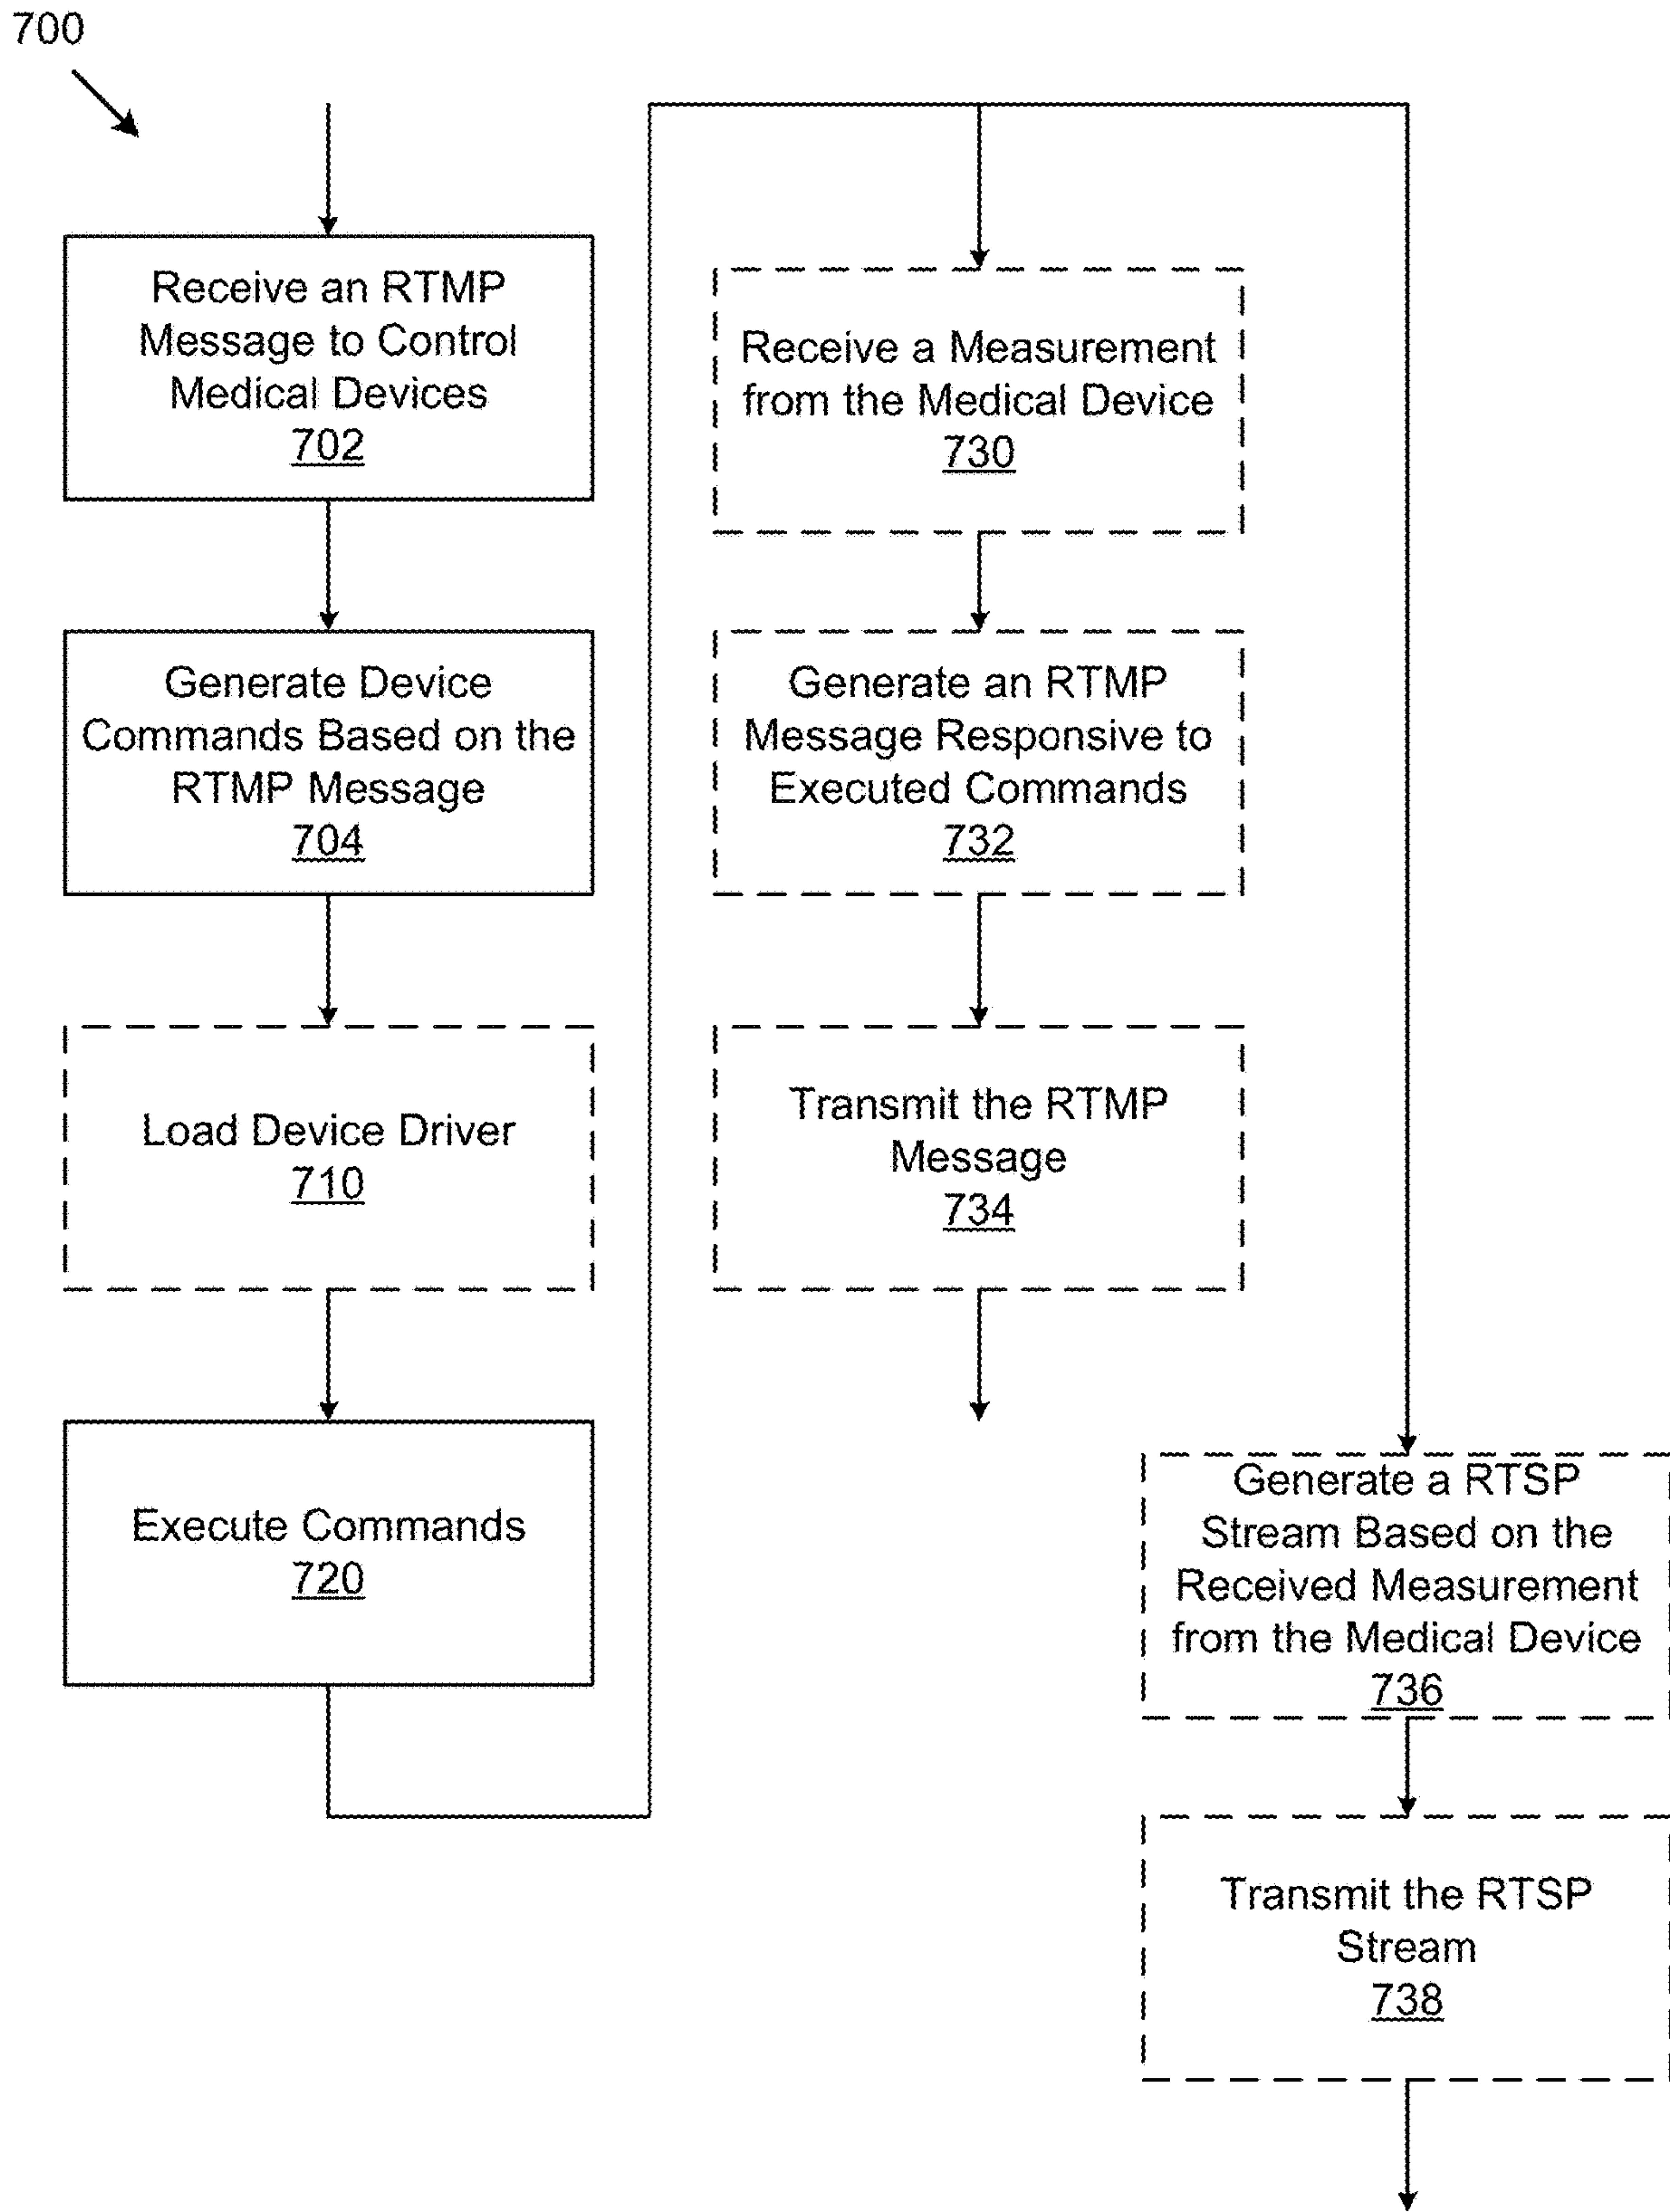 700
Receive an RTMP
Message to Control
Medical Devices
702
Generate Device
Commands Based on the
RTMP Message
704
Load Device Driver
710
Execute Commands
720
Receive a Measurement
from the Medical Device
730
Generate an RTMP
Message Responsive to
Executed Commands
732
Transmit the RTMP
Message
734
Generate a RTSP
Stream Based on the
Received Measurement
from the Medical Device
736
Transmit the RTSP
Stream
738